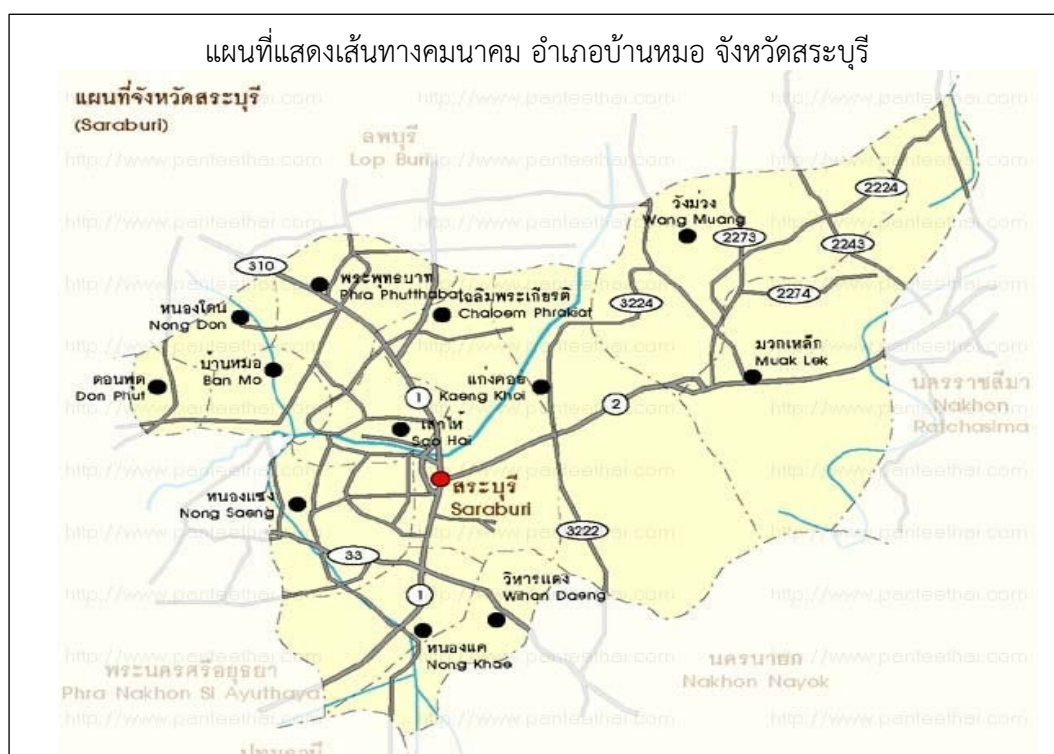 แผนที่แสดงเส้นทางคมนาคม อำเภอบ้านหมอ จังหวัดสระบุรี
แผนที่จังหวัดสระบุรี
(Saraburi)
ลพบุรี
Lop Buri
วังม่วง
Wang Muang
2224
2273
2243
310
พระพุทธบาท
Phra Phutthabat
เฉลิมพระเกียรติ
Chaloem Phrakiat
3224
2274
หนองโดน
Nong Don
บ้านหมอ
Ban Mo
มวกเหล็ก
Muak Lek
ดอนพุด
Don Phut
แก่งคอย
Kaeng Khoi
1
2
นครราชสีมา
Nakhon
Ratchasima
เสาไห้
Sao Hai
สระบุรี
Saraburi
หนองแซง
Nong Saeng
3222
33
วิหารแดง
Wihan Daeng
1
หนองแค
Nong Khae
พระนครศรีอยุธยา
Phra Nakhon Si Ayuthaya
นครนายก
Nakhon Nayok
ปทุมธานี
http://www.panteethai.com